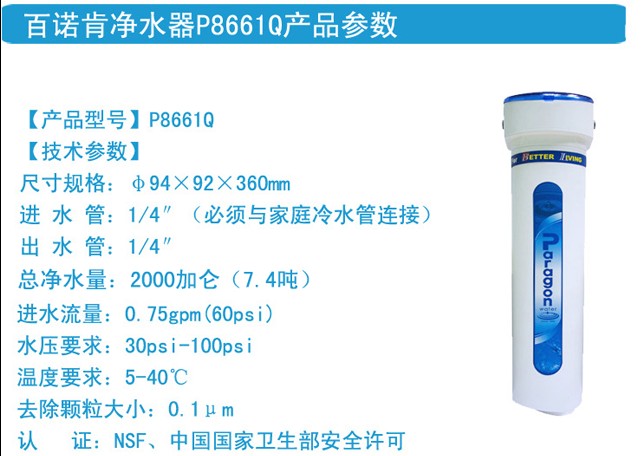 百诺肯净水器P8661Q产品参数
【产品型号】P8661Q
【技术参数】
尺寸规格：φ94×92×360mm
进 水 管：1/4″（必须与家庭冷水管连接）
出 水 管：1/4″
总净水量：2000加仑（7.4吨）
进水流量：0.75gpm(60psi)
水压要求：30psi-100psi
温度要求：5-40℃
去除颗粒大小：0.1μm
认 证：NSF、中国国家卫生部安全许可
BETTER LIVING
Paragon
water